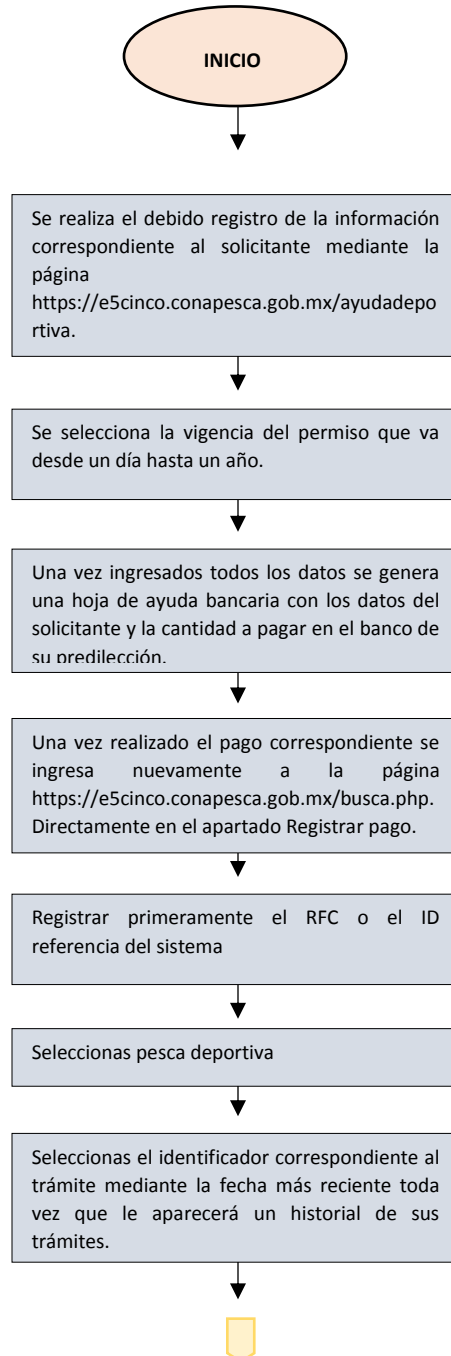 INICIO
Se realiza el debido registro de la información
correspondiente al solicitante mediante la
página
https://e5cinco.conapesca.gob.mx/ayudadepo
rtiva.
Se selecciona la vigencia del permiso que va
desde un día hasta un año.
Una vez ingresados todos los datos se genera
una hoja de ayuda bancaria con los datos del
solicitante y la cantidad a pagar en el banco de
su predilección.
Una vez realizado el pago correspondiente se
ingresa nuevamente a la página
https://e5cinco.conapesca.gob.mx/busca.php.
Directamente en el apartado Registrar pago.
Registrar primeramente el RFC o el ID
referencia del sistema
Seleccionas pesca deportiva
Seleccionas el identificador correspondiente al
trámite mediante la fecha más reciente toda
vez que le aparecerá un historial de sus
trámites.